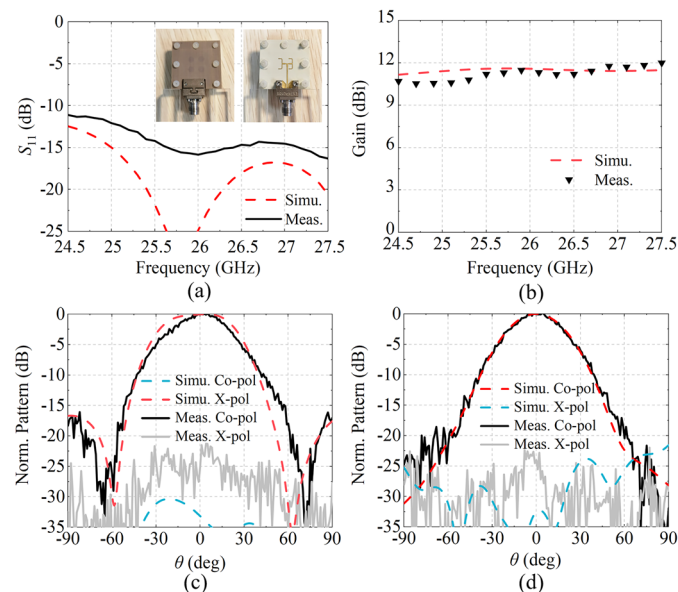 0
-5
-10
-15
-20
-25
S11 (dB)
Simu.
Meas.
24.5 25 25.5 26 26.5 27 27.5
Frequency (GHz)
(a)
15
12
9
6
3
0
Gain (dBi)
Simu.
Meas.
24.5 25 25.5 26 26.5 27 27.5
Frequency (GHz)
(b)
0
-5
-10
-15
-20
-25
-30
-35
Norm. Pattern (dB)
Simu. Co-pol
Simu. X-pol
Meas. Co-pol
Meas. X-pol
-90 -60 -30 0 30 60 90
θ (deg)
(c)
0
-5
-10
-15
-20
-25
-30
-35
Norm. Pattern (dB)
Simu. Co-pol
Simu. X-pol
Meas. Co-pol
Meas. X-pol
-90 -60 -30 0 30 60 90
θ (deg)
(d)